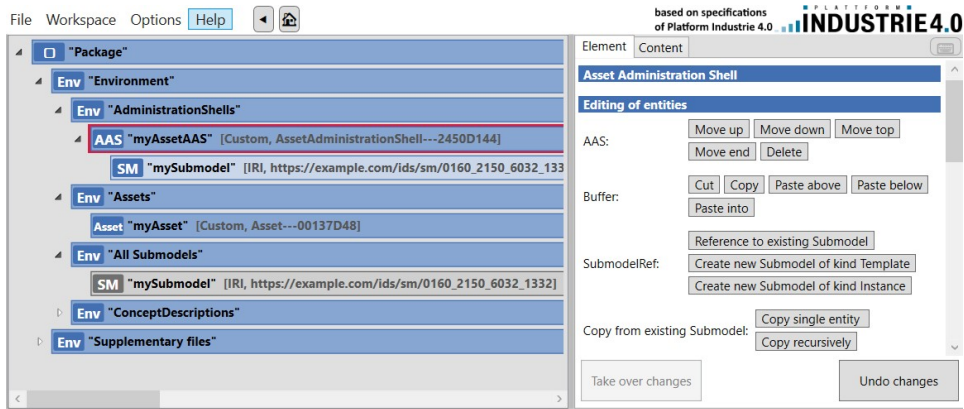 File Workspace Options Help
based on specifications
of Platform Industrie 4.0
PLATTFORM
INDUSTRIE4.0
"Package"
Env "Environment"
Env "AdministrationShells"
AAS "myAssetAAS" [Custom, AssetAdministrationShell---2450D144]
SM "mySubmodel" [IRI, https://example.com/ids/sm/0160_2150_6032_133
Env "Assets"
Asset "myAsset" [Custom, Asset---00137D48]
Env "All Submodels"
SM "mySubmodel" [IRI, https://example.com/ids/sm/0160_2150_6032_1332]
Env "ConceptDescriptions"
Env "Supplementary files"
Element Content
Asset Administration Shell
Editing of entities
AAS:
Move up Move down Move top
Move end Delete
Buffer:
Cut Copy Paste above Paste below
Paste into
SubmodelRef:
Reference to existing Submodel
Create new Submodel of kind Template
Create new Submodel of kind Instance
Copy from existing Submodel:
Copy single entity
Copy recursively
Take over changes Undo changes